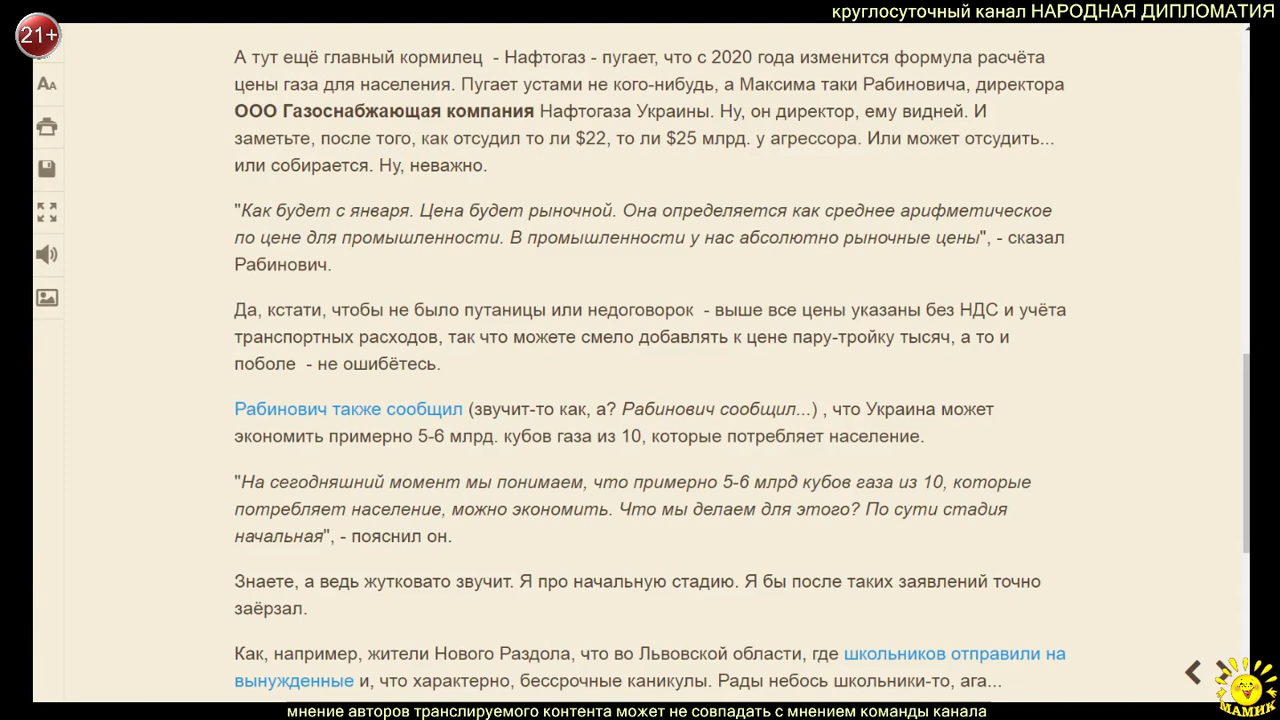 круглосуточный канал НАРОДНАЯ ДИПЛОМАТИЯ
21+
А тут ещё главный кормилец - Нафтогаз - пугает, что с 2020 года изменится формула расчёта
цены газа для населения. Пугает устами не кого-нибудь, а Максима таки Рабиновича, директора
ООО Газоснабжающая компания Нафтогаза Украины. Ну, он директор, ему видней. И
заметьте, после того, как отсудил то ли $22, то ли $25 млрд. у агрессора. Или может отсудить...
или собирается. Ну, неважно.
"Как будет с января. Цена будет рыночной. Она определяется как среднее арифметическое
по цене для промышленности. В промышленности у нас абсолютно рыночные цены", - сказал
Рабинович.
Да, кстати, чтобы не было путаницы или недоговорок - выше все цены указаны без НДС и учёта
транспортных расходов, так что можете смело добавлять к цене пару-тройку тысяч, а то и
поболе - не ошибётесь.
Рабинович также сообщил (звучит-то как, а? Рабинович сообщил...) , что Украина может
экономить примерно 5-6 млрд. кубов газа из 10, которые потребляет население.
"На сегодняшний момент мы понимаем, что примерно 5-6 млрд кубов газа из 10, которые
потребляет население, можно экономить. Что мы делаем для этого? По сути стадия
начальная", - пояснил он.
Знаете, а ведь жутковато звучит. Я про начальную стадию. Я бы после таких заявлений точно
заёрзал.
Как, например, жители Нового Раздола, что во Львовской области, где школьников отправили на
вынужденные и, что характерно, бессрочные каникулы. Рады небось школьники-то, ага...
МАМИК
мнение авторов транслируемого контента может не совпадать с мнением команды канала